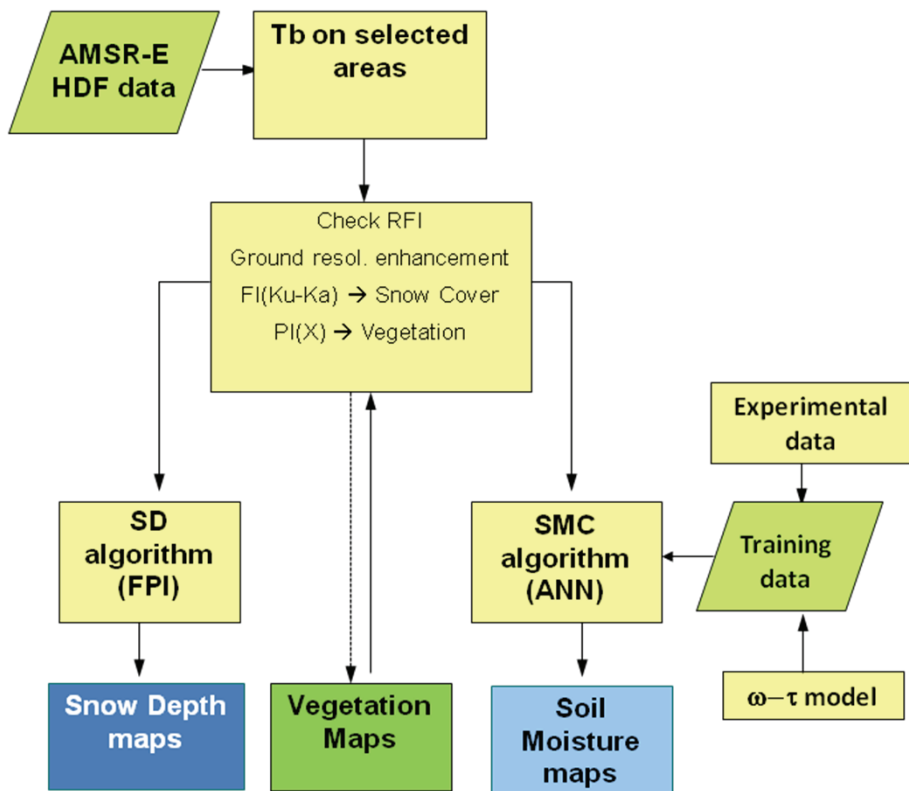 AMSR-E
HDF data
Tb on selected
areas
Check RFI
Ground resol. enhancement
FI(Ku-Ka) → Snow Cover
PI(X) → Vegetation
Experimental
data
SD
algorithm
(FPI)
SMC
algorithm
(ANN)
Training
data
Snow Depth
maps
Vegetation
Maps
Soil
Moisture
maps
ω−τ model